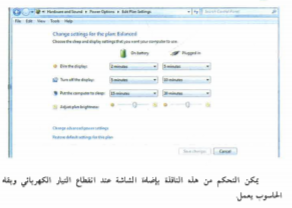 Hardware and Sound ▸ Power Options ▸ Edit Plan Settings
File Edit View Tools Help
Change settings for the plan: Balanced
Choose the sleep and display settings that you want your computer to use.
On battery Plugged in
Dim the display: 2 minutes 5 minutes
Turn off the display: 5 minutes 10 minutes
Put the computer to sleep: 15 minutes 30 minutes
Adjust plan brightness:
Change advanced power settings
Restore default settings for this plan
Save changes Cancel
يمكن التحكم من هذه النافذة بإضاءة الشاشة عند انقطاع التيار الكهربائي وبقاء
الحاسوب يعمل